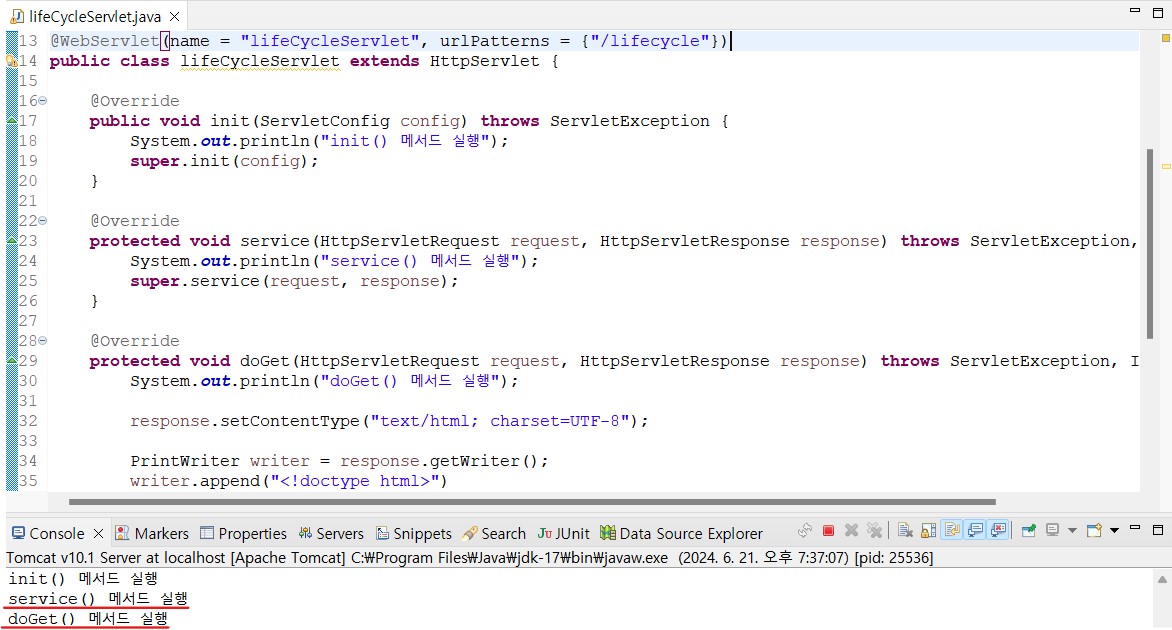 lifeCycleServlet.java
13 @WebServlet(name = "lifeCycleServlet", urlPatterns = {"/lifecycle"})
14 public class lifeCycleServlet extends HttpServlet {
15
16 @Override
17 public void init(ServletConfig config) throws ServletException {
18 System.out.println("init() 메서드 실행");
19 super.init(config);
20 }
21
22 @Override
23 protected void service(HttpServletRequest request, HttpServletResponse response) throws ServletException,
24 System.out.println("service() 메서드 실행");
25 super.service(request, response);
26 }
27
28 @Override
29 protected void doGet(HttpServletRequest request, HttpServletResponse response) throws ServletException, I
30 System.out.println("doGet() 메서드 실행");
31
32 response.setContentType("text/html; charset=UTF-8");
33
34 PrintWriter writer = response.getWriter();
35 writer.append("<!doctype html>")
Console Markers Properties Servers Snippets Search JUnit Data Source Explorer
Tomcat v10.1 Server at localhost [Apache Tomcat] C:₩Program Files₩Java₩jdk-17₩bin₩javaw.exe (2024. 6. 21. 오후 7:37:07) [pid: 25536]
init() 메서드 실행
service() 메서드 실행
doGet() 메서드 실행